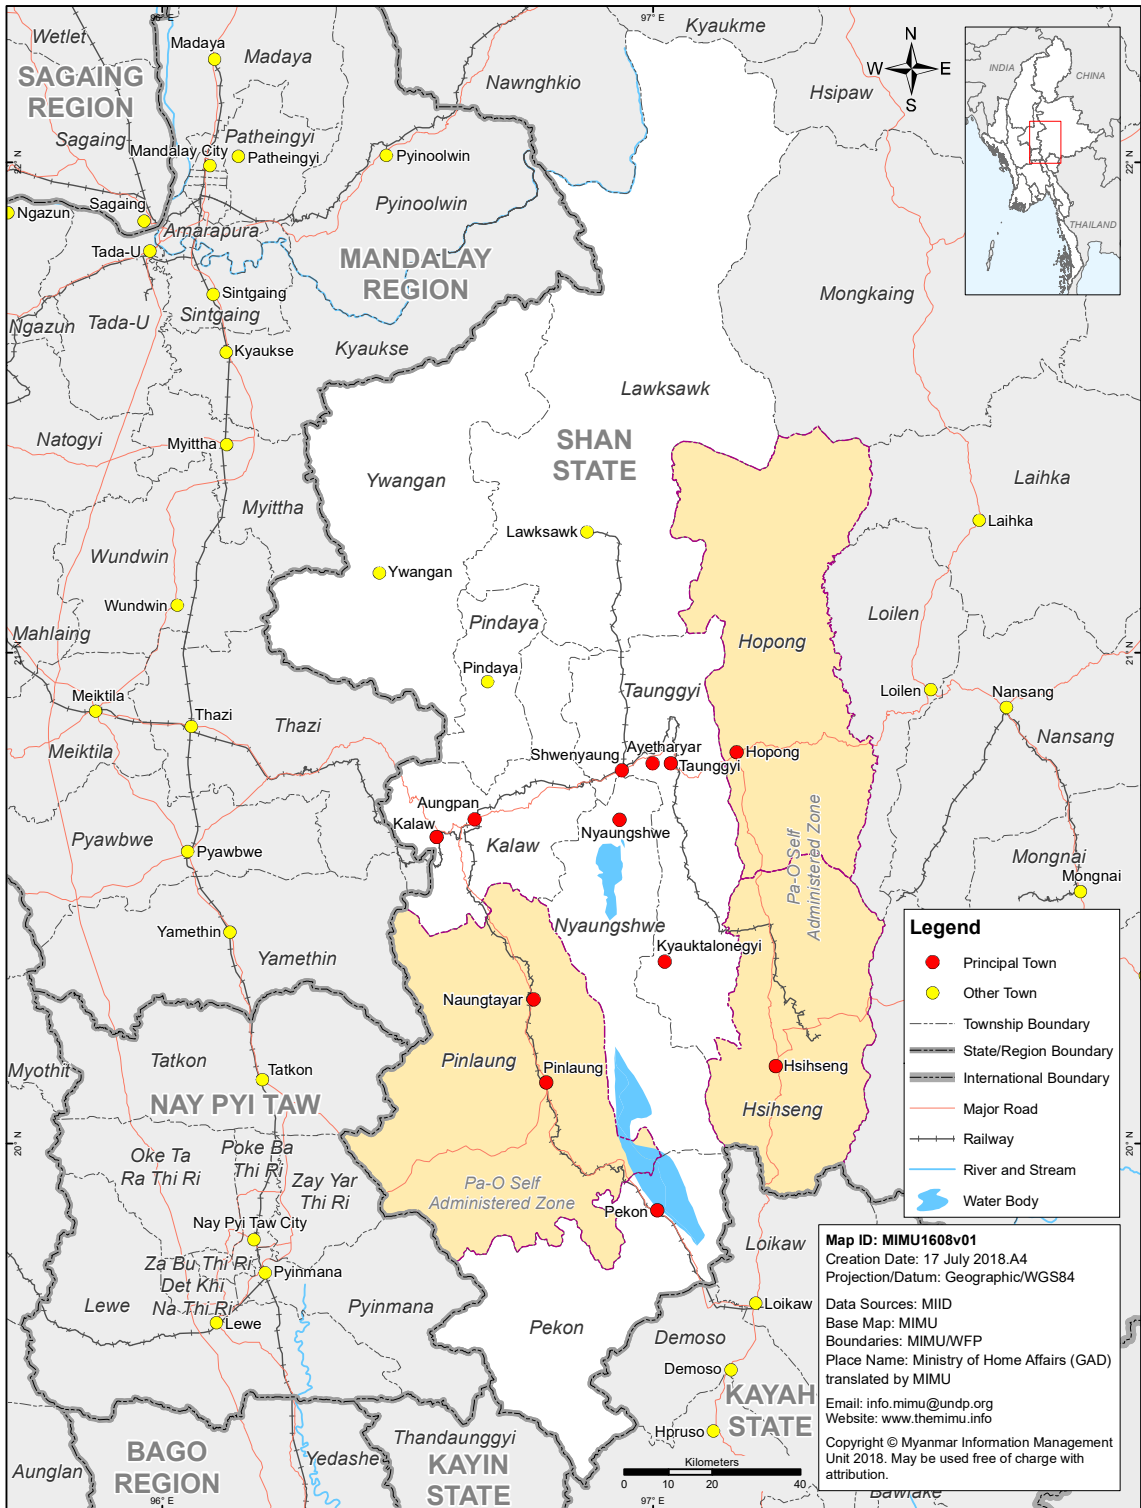 96° E
97° E
Kyaukme
Wetlet
Madaya
Madaya
SAGAING
REGION
Nawnghkio
N
W
E
S
INDIA
CHINA
THAILAND
Hsipaw
Sagaing
Patheingyi
Mandalay City
Patheingyi
Pyinoolwin
22° N
22° N
Ngazun
Sagaing
Pyinoolwin
Amarapura
Tada-U
MANDALAY
REGION
Sintgaing
Mongkaing
Ngazun
Tada-U
Sintgaing
Kyaukse
Kyaukse
Lawksawk
Natogyi
Myittha
SHAN
STATE
Ywangan
Laihka
Myittha
Laihka
Lawksawk
Wundwin
Ywangan
Wundwin
Loilen
Pindaya
Mahlaing
Hopong
21° N
21° N
Pindaya
Taunggyi
Loilen
Meiktila
Nansang
Thazi
Thazi
Nansang
Meiktila
Ayetharyar
Shwenyaung
Taunggyi
Hopong
Aungpan
Kalaw
Nyaungshwe
Kalaw
Pyawbwe
Pyawbwe
Pa-O Self
Administered Zone
Mongnai
Mongnai
Nyaungshwe
Yamethin
Kyauktalonegyi
Yamethin
Naungtayar
Legend
Principal Town
Other Town
Township Boundary
State/Region Boundary
International Boundary
Major Road
Railway
River and Stream
Water Body
Tatkon
Pinlaung
Myothit
Tatkon
Pinlaung
Hsihseng
NAY PYI TAW
Hsihseng
20° N
20° N
Oke Ta
Ra Thi Ri
Poke Ba
Thi Ri
Zay Yar
Thi Ri
Pa-O Self
Administered Zone
Nay Pyi Taw City
Pekon
Loikaw
Za Bu Thi Ri
Pyinmana
Det Khi
Na Thi Ri
Lewe
Pyinmana
Loikaw
Lewe
Pekon
Demoso
Demoso
KAYAH
STATE
Hpruso
Thandaunggyi
BAGO
REGION
Yedashe
KAYIN
STATE
Aunglan
Bawlake
Kilometers
0
10
20
40
Map ID: MIMU1608v01
Creation Date: 17 July 2018.A4
Projection/Datum: Geographic/WGS84
Data Sources: MIID
Base Map: MIMU
Boundaries: MIMU/WFP
Place Name: Ministry of Home Affairs (GAD)
translated by MIMU
Email: info.mimu@undp.org
Website: www.themimu.info
Copyright © Myanmar Information Management
Unit 2018. May be used free of charge with
attribution.
96° E
97° E